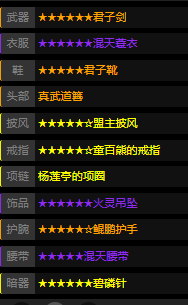 武器 ★★★★★★君子剑
衣服 ★★★★★★混天莲衣
鞋 ★★★★★君子靴
头部 真武道簪
披风 ★★★★★☆盟主披风
戒指 ★★★★★☆童百熊的戒指
项链 杨莲亭的项圈
饰品 ★★★★★★火灵吊坠
护腕 ★★★★★☆鲲鹏护手
腰带 ★★★★★混天腰带
暗器 ★★★★★★碧磷针